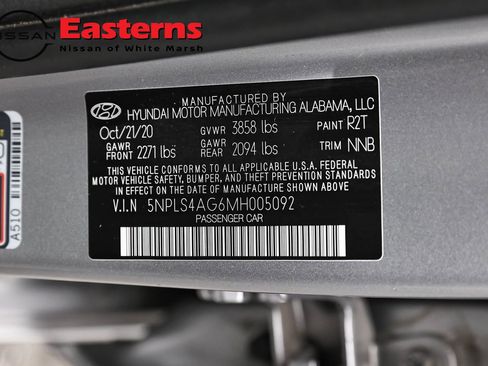 NISSAN Easterns
Nissan of White Marsh
MANUFACTURED BY
HYUNDAI MOTOR MANUFACTURING ALABAMA, LLC
Oct/21/20 GVWR 3858 lbs PAINT R2T
GAWR FRONT 2271 lbs GAWR REAR 2094 lbs TRIM NNB
THIS VEHICLE CONFORMS TO ALL APPLICABLE U.S.A. FEDERAL
MOTOR VEHICLE SAFETY, BUMPER, AND THEFT PREVENTION STANDARDS
IN EFFECT ON THE DATE OF MANUFACTURE SHOWN ABOVE.
V.I.N 5NPLS4AG6MH005092
PASSENGER CAR
A510